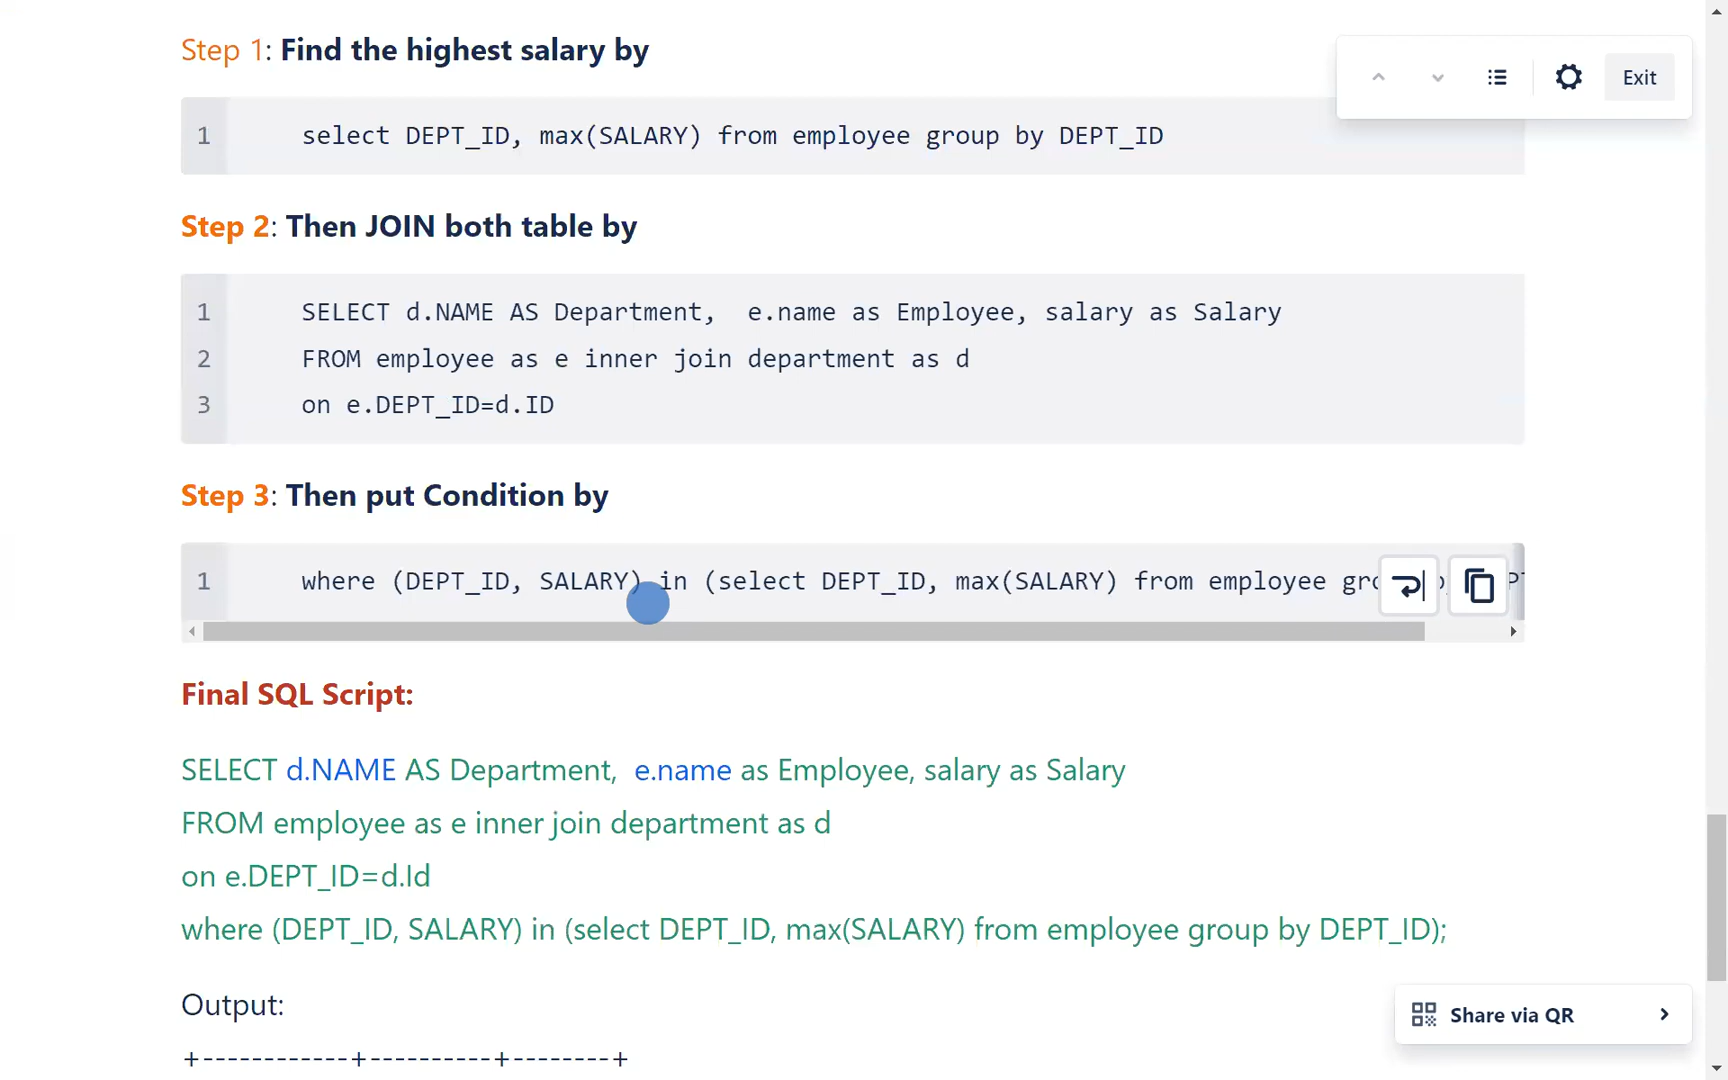 Step 1: Find the highest salary by
Exit
1 select DEPT_ID, max(SALARY) from employee group by DEPT_ID
Step 2: Then JOIN both table by
1 SELECT d.NAME AS Department,  e.name as Employee, salary as Salary
2 FROM employee as e inner join department as d
3 on e.DEPT_ID=d.ID
Step 3: Then put Condition by
1 where (DEPT_ID, SALARY) in (select DEPT_ID, max(SALARY) from employee
Final SQL Script:
SELECT d.NAME AS Department,  e.name as Employee, salary as Salary
FROM employee as e inner join department as d
on e.DEPT_ID=d.Id
where (DEPT_ID, SALARY) in (select DEPT_ID, max(SALARY) from employee group by DEPT_ID);
Output:
+------------+----------+--------+
Share via QR